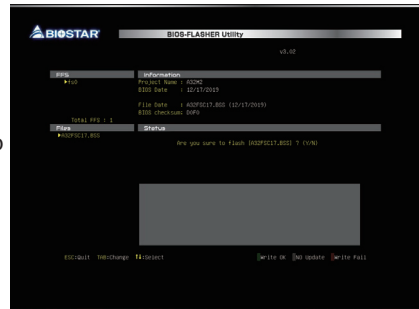 BIOSTAR
BIOS-FLASHER Utility
v3.02
FFS
fs0
Total FFS : 1
Information
Project Name : A32M2
BIOS Date : 12/17/2019
File Date : A32FSC17.BSS (12/17/2019)
BIOS checksum: D0F0
Files
A32FSC17.BSS
Status
Are you sure to flash [A32FSC17.BSS] ? (Y/N)
ESC:Quit TAB:Change ↑↓:Select
Write OK
NO Update
Write Fail